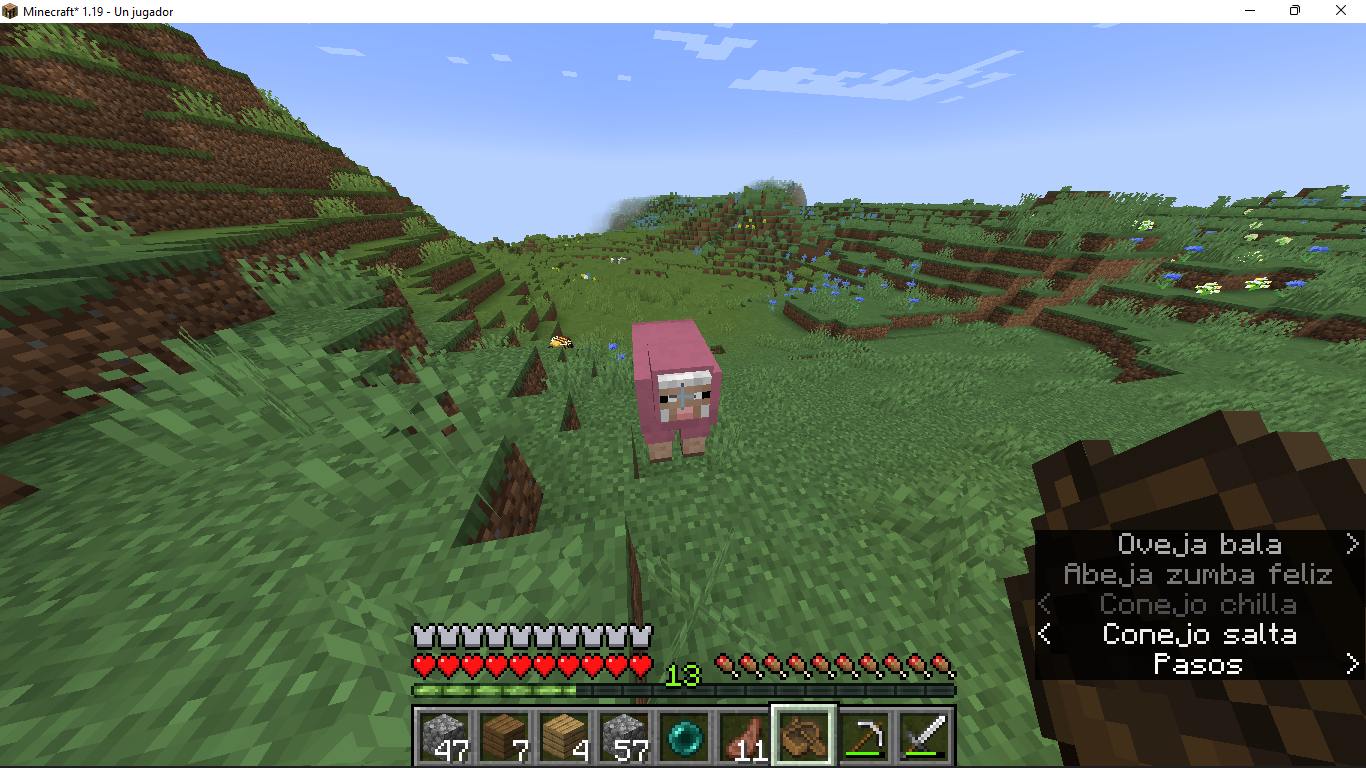 Minecraft* 1.19 - Un jugador
Oveja bala >
Abeja zumba feliz
< Conejo chilla
< Conejo salta
Pasos >
13
47 7 4 57 11